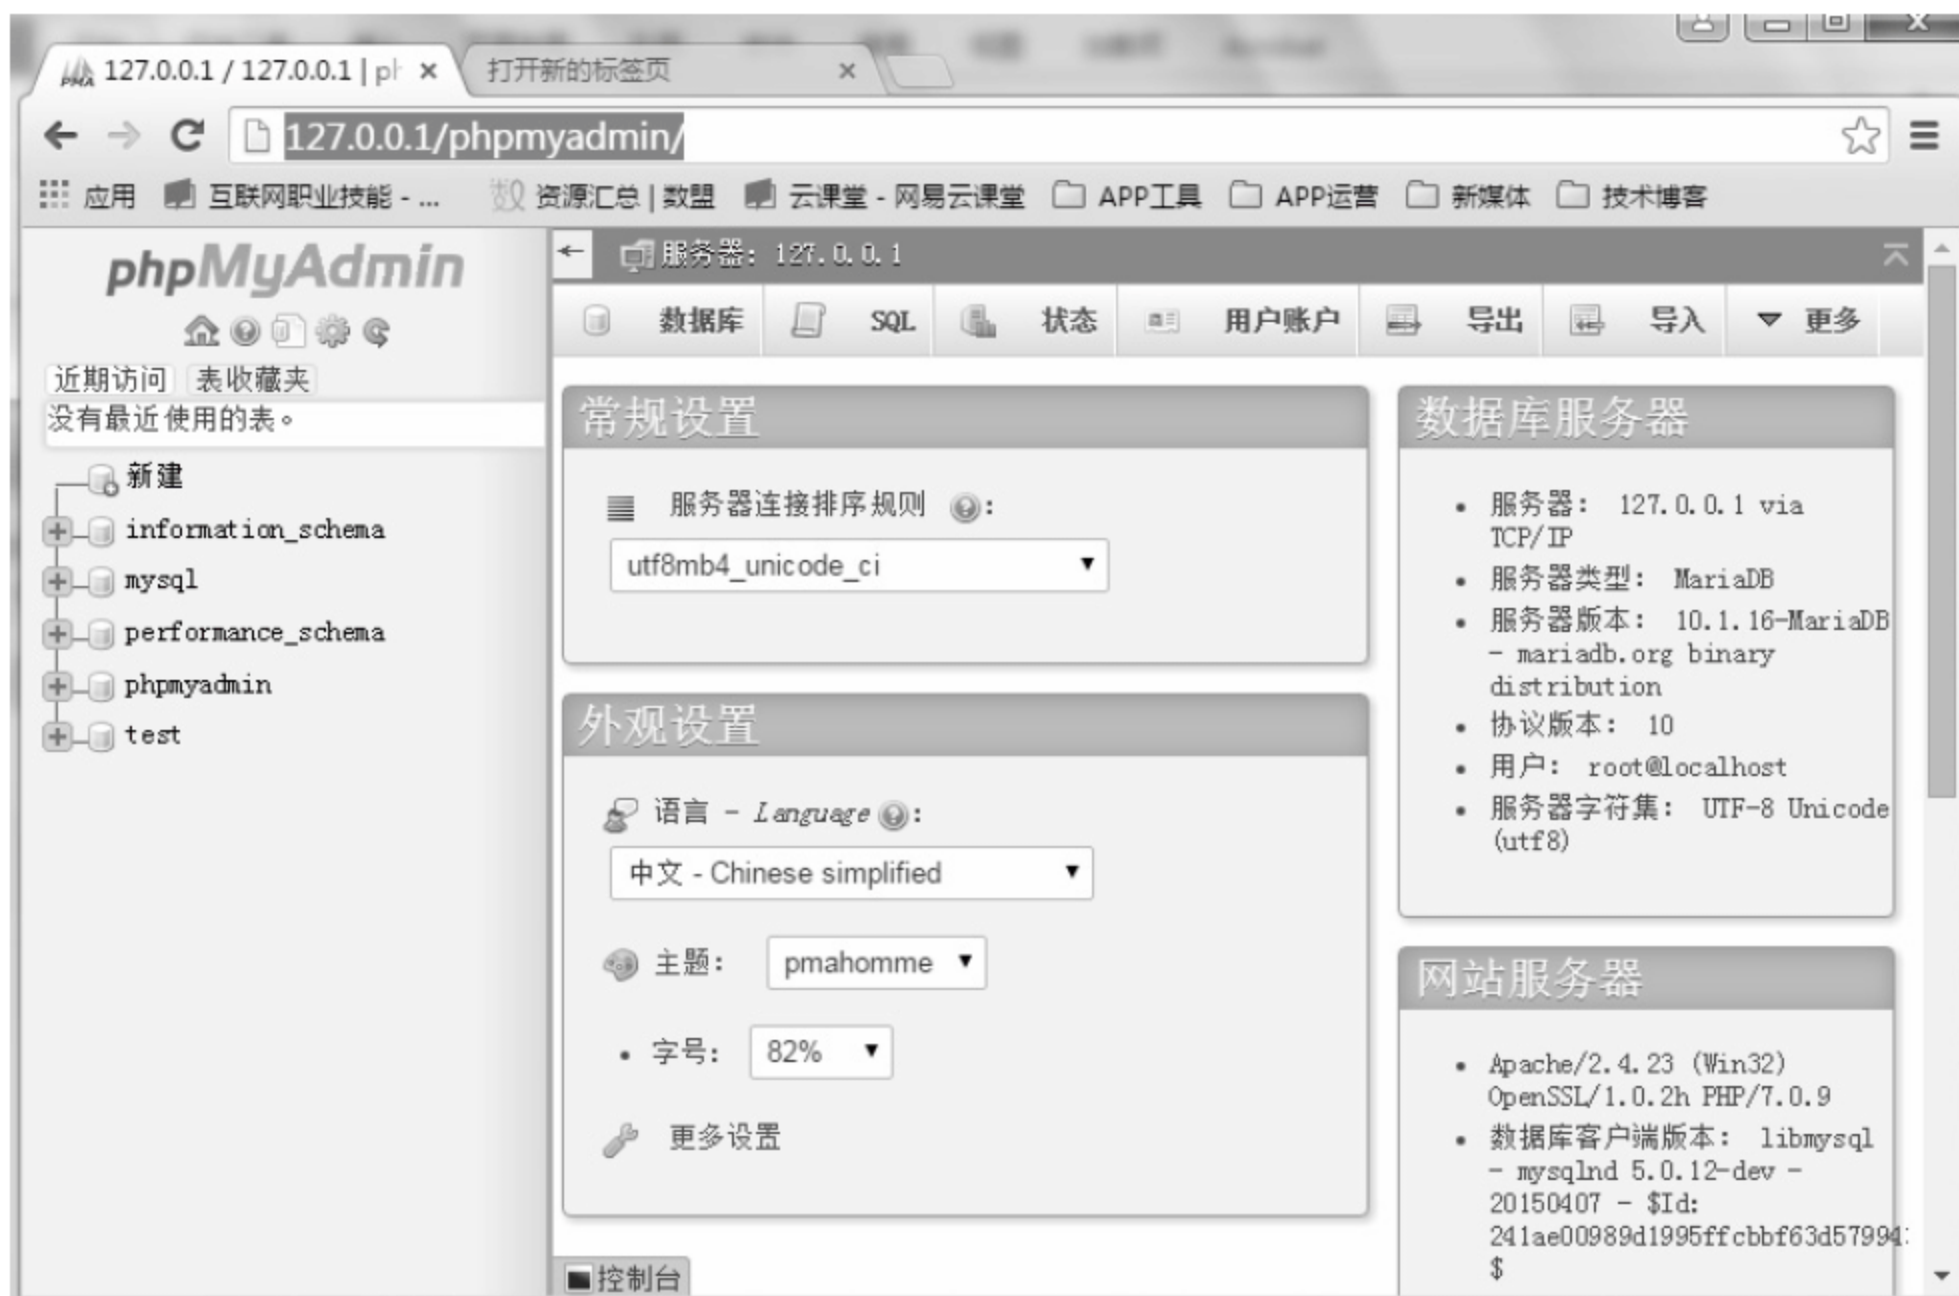 127.0.0.1 / 127.0.0.1 | ph
打开新的标签页
127.0.0.1/phpmyadmin/
应用 互联网职业技能 - ... 资源汇总 | 数盟 云课堂 - 网易云课堂 APP工具 APP运营 新媒体 技术博客
phpMyAdmin
近期访问 表收藏夹
没有最近使用的表。
新建
information_schema
mysql
performance_schema
phpmyadmin
test
服务器: 127.0.0.1
数据库 SQL 状态 用户账户 导出 导入 更多
常规设置
服务器连接排序规则 :
utf8mb4_unicode_ci
外观设置
语言 - Language :
中文 - Chinese simplified
主题: pmahomme
• 字号: 82%
更多设置
控制台
数据库服务器
• 服务器: 127.0.0.1 via
TCP/IP
• 服务器类型: MariaDB
• 服务器版本: 10.1.16-MariaDB
- mariadb.org binary
distribution
• 协议版本: 10
• 用户: root@localhost
• 服务器字符集: UTF-8 Unicode
(utf8)
网站服务器
• Apache/2.4.23 (Win32)
OpenSSL/1.0.2h PHP/7.0.9
• 数据库客户端版本: libmysql
- mysqlnd 5.0.12-dev -
20150407 - $Id:
241ae00989d1995ffcbbf63d57994
$